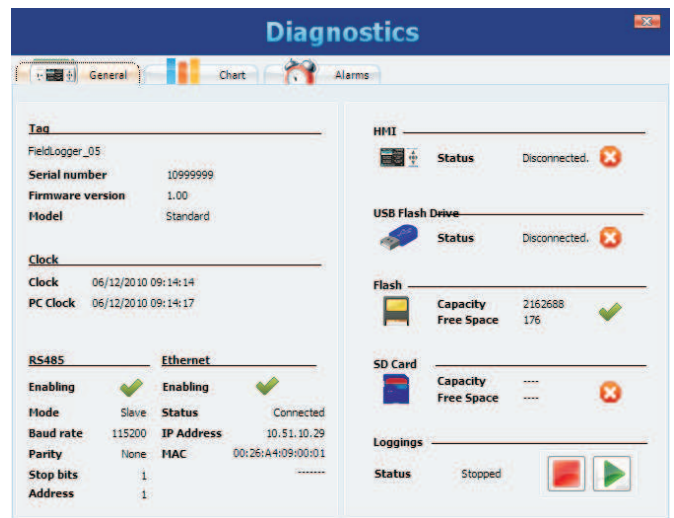 Diagnostics
General Chart Alarms
Tag
FieldLogger_05
Serial number 10999999
Firmware version 1.00
Model Standard
Clock
Clock 06/12/2010 09:14:14
PC Clock 06/12/2010 09:14:17
RS485
Enabling
Mode Slave
Baud rate 115200
Parity None
Stop bits 1
Address 1
Ethernet
Enabling
Status Connected
IP Address 10.51.10.29
MAC 00:26:A4:09:00:01
-------
HMI
Status Disconnected.
USB Flash Drive
Status Disconnected.
Flash
Capacity 2162688
Free Space 176
SD Card
Capacity ----
Free Space ----
Loggings
Status Stopped